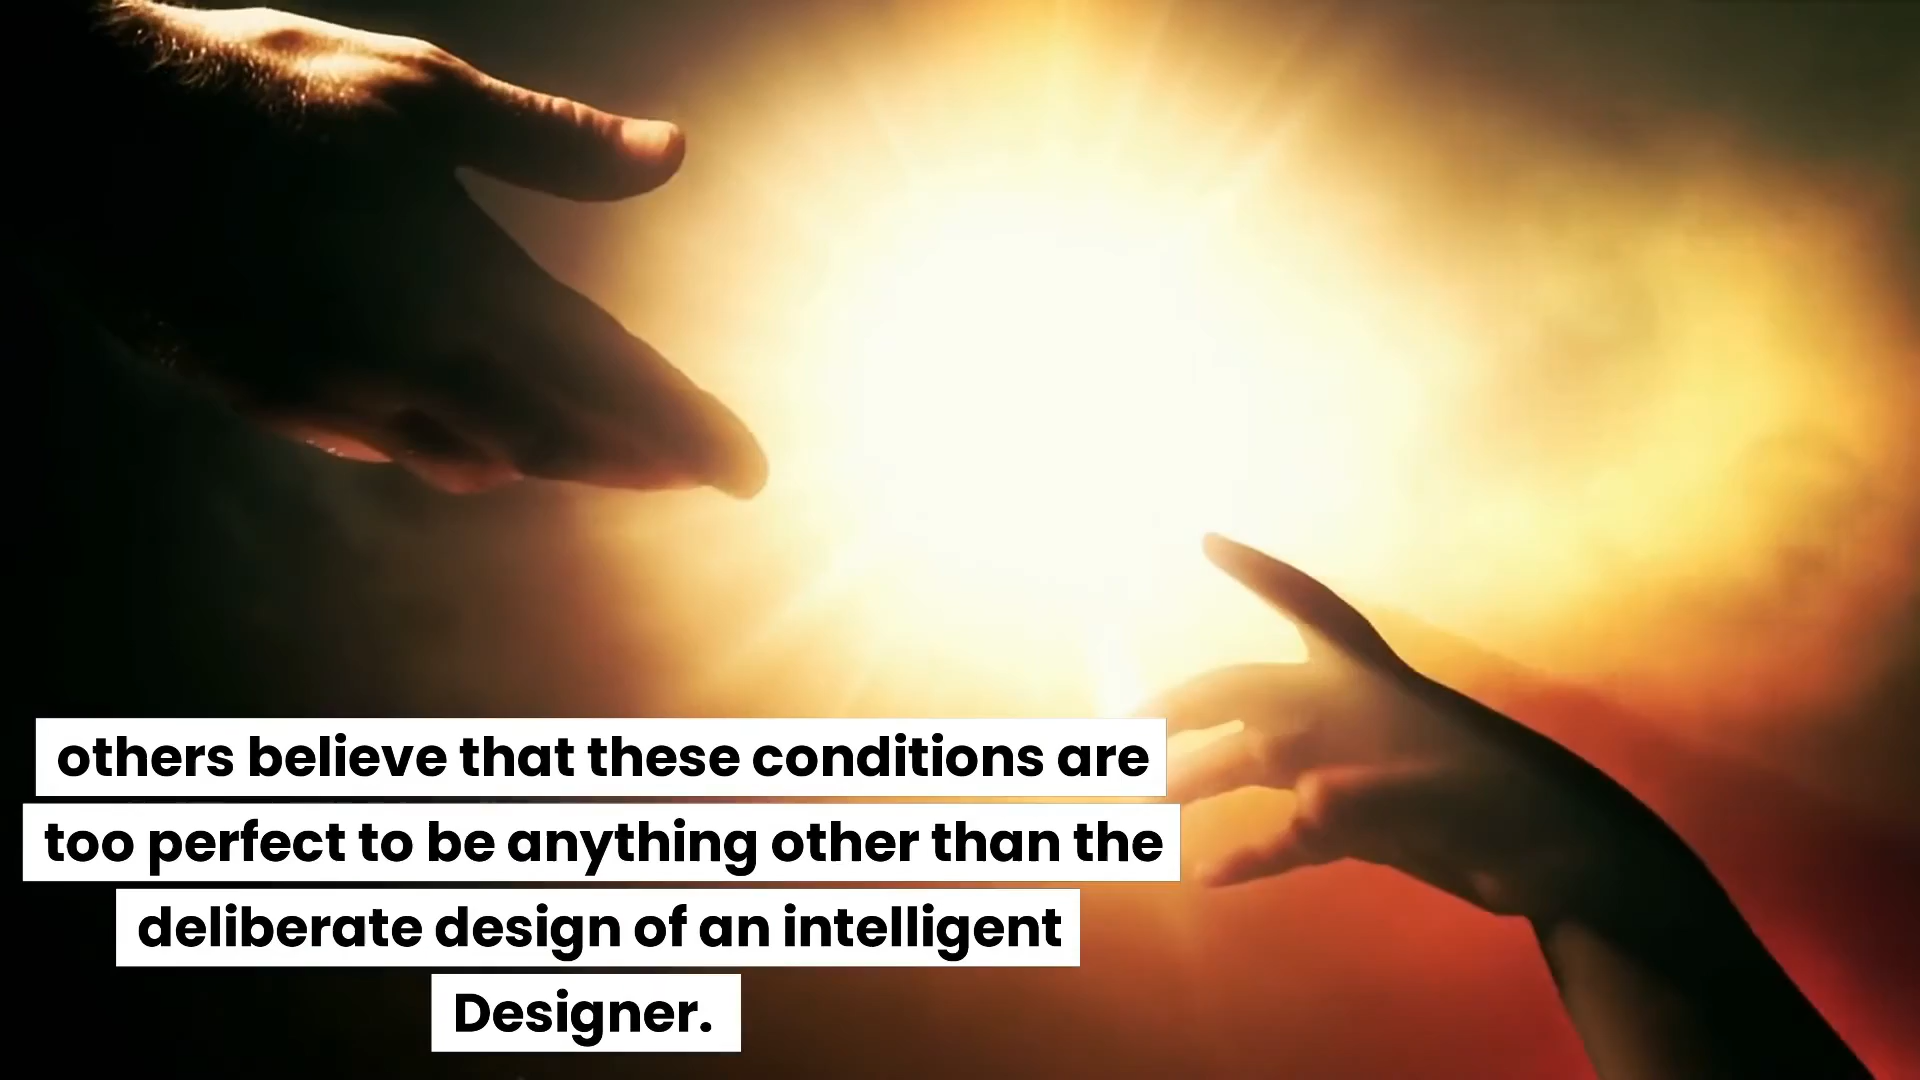 others believe that these conditions are
too perfect to be anything other than the
deliberate design of an intelligent
Designer.